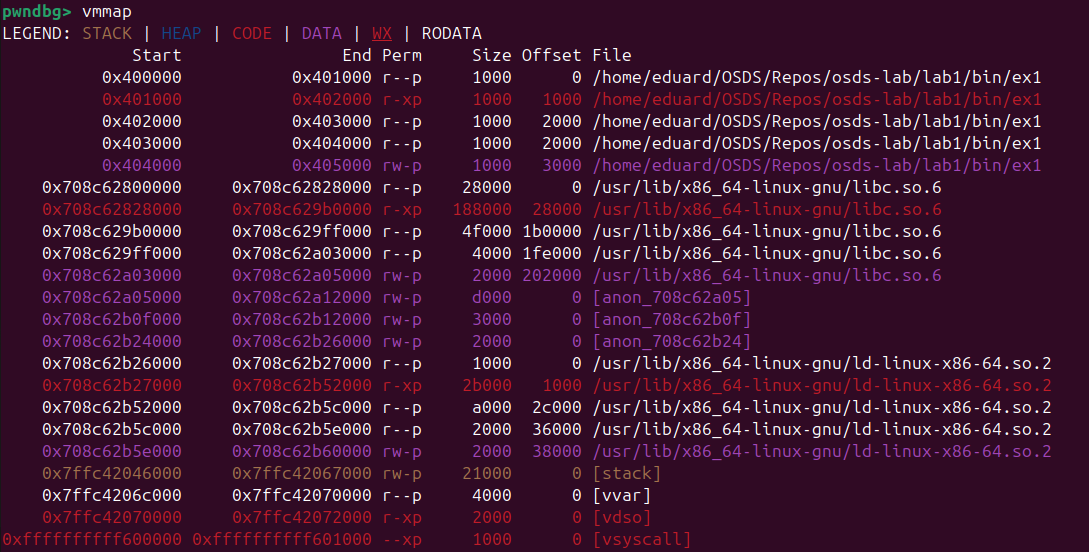 pwndbg> vmmap
LEGEND: STACK | HEAP | CODE | DATA | WX | RODATA
Start End Perm Size Offset File
0x400000 0x401000 r--p 1000 0 /home/eduard/OSDS/Repos/osds-lab/lab1/bin/ex1
0x401000 0x402000 r-xp 1000 1000 /home/eduard/OSDS/Repos/osds-lab/lab1/bin/ex1
0x402000 0x403000 r--p 1000 2000 /home/eduard/OSDS/Repos/osds-lab/lab1/bin/ex1
0x403000 0x404000 r--p 1000 2000 /home/eduard/OSDS/Repos/osds-lab/lab1/bin/ex1
0x404000 0x405000 rw-p 1000 3000 /home/eduard/OSDS/Repos/osds-lab/lab1/bin/ex1
0x708c62800000 0x708c62828000 r--p 28000 0 /usr/lib/x86_64-linux-gnu/libc.so.6
0x708c62828000 0x708c629b0000 r-xp 188000 28000 /usr/lib/x86_64-linux-gnu/libc.so.6
0x708c629b0000 0x708c629ff000 r--p 4f000 1b0000 /usr/lib/x86_64-linux-gnu/libc.so.6
0x708c629ff000 0x708c62a03000 r--p 4000 1fe000 /usr/lib/x86_64-linux-gnu/libc.so.6
0x708c62a03000 0x708c62a05000 rw-p 2000 202000 /usr/lib/x86_64-linux-gnu/libc.so.6
0x708c62a05000 0x708c62a12000 rw-p d000 0 [anon_708c62a05]
0x708c62b0f000 0x708c62b12000 rw-p 3000 0 [anon_708c62b0f]
0x708c62b24000 0x708c62b26000 rw-p 2000 0 [anon_708c62b24]
0x708c62b26000 0x708c62b27000 r--p 1000 0 /usr/lib/x86_64-linux-gnu/ld-linux-x86-64.so.2
0x708c62b27000 0x708c62b52000 r-xp 2b000 1000 /usr/lib/x86_64-linux-gnu/ld-linux-x86-64.so.2
0x708c62b52000 0x708c62b5c000 r--p a000 2c000 /usr/lib/x86_64-linux-gnu/ld-linux-x86-64.so.2
0x708c62b5c000 0x708c62b5e000 r--p 2000 36000 /usr/lib/x86_64-linux-gnu/ld-linux-x86-64.so.2
0x708c62b5e000 0x708c62b60000 rw-p 2000 38000 /usr/lib/x86_64-linux-gnu/ld-linux-x86-64.so.2
0x7ffc42046000 0x7ffc42067000 rw-p 21000 0 [stack]
0x7ffc4206c000 0x7ffc42070000 r--p 4000 0 [vvar]
0x7ffc42070000 0x7ffc42072000 r-xp 2000 0 [vdso]
0xffffffffff600000 0xffffffffff601000 --xp 1000 0 [vsyscall]